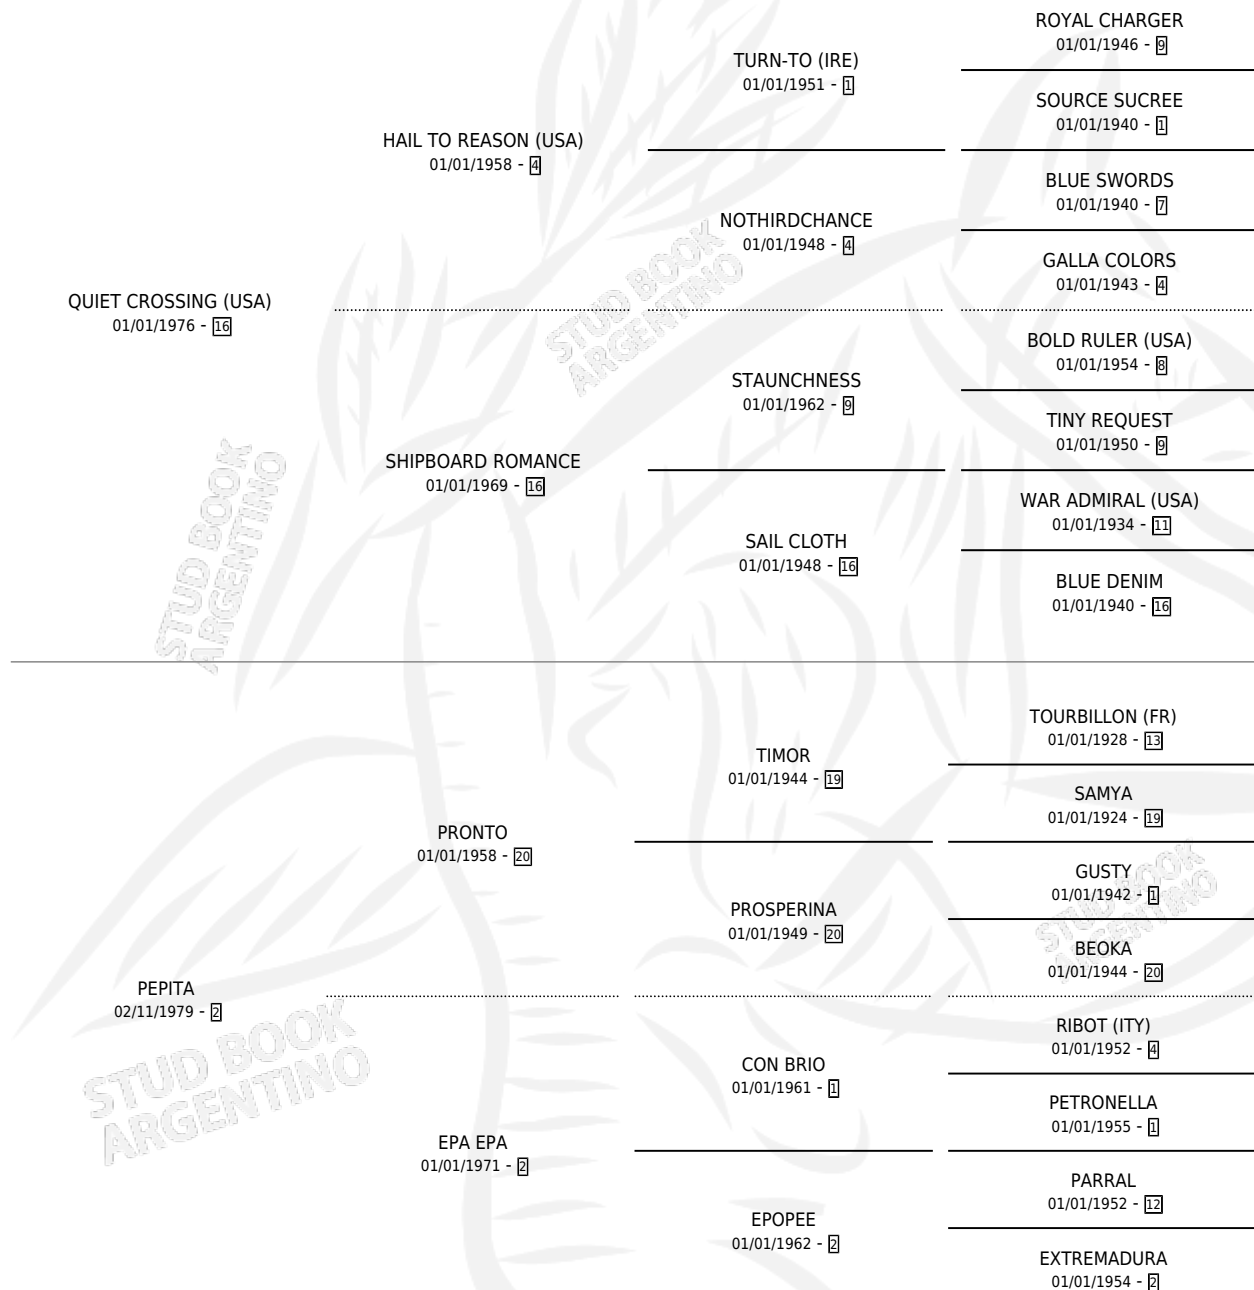 ROYAL CHARGER
01/01/1946 - 9
TURN-TO (IRE)
01/01/1951 - 1
SOURCE SUCREE
01/01/1940 - 1
HAIL TO REASON (USA)
01/01/1958 - 4
BLUE SWORDS
01/01/1940 - 7
NOTHIRDCHANCE
01/01/1948 - 4
GALLA COLORS
01/01/1943 - 4
QUIET CROSSING (USA)
01/01/1976 - 16
BOLD RULER (USA)
01/01/1954 - 8
STAUNCHNESS
01/01/1962 - 9
TINY REQUEST
01/01/1950 - 9
SHIPBOARD ROMANCE
01/01/1969 - 16
WAR ADMIRAL (USA)
01/01/1934 - 11
SAIL CLOTH
01/01/1948 - 16
BLUE DENIM
01/01/1940 - 16
TOURBILLON (FR)
01/01/1928 - 13
TIMOR
01/01/1944 - 19
SAMYA
01/01/1924 - 19
PRONTO
01/01/1958 - 20
GUSTY
01/01/1942 - 1
PROSPERINA
01/01/1949 - 20
BEOKA
01/01/1944 - 20
PEPITA
02/11/1979 - 2
RIBOT (ITY)
01/01/1952 - 4
CON BRIO
01/01/1961 - 1
PETRONELLA
01/01/1955 - 1
EPA EPA
01/01/1971 - 2
PARRAL
01/01/1952 - 12
EPOPEE
01/01/1962 - 2
EXTREMADURA
01/01/1954 - 2
STUD BOOK
ARGENTINO
STUD BOOK
ARGENTINO
STUD BOOK
ARGENTINO
STUD BOOK
ARGENTINO